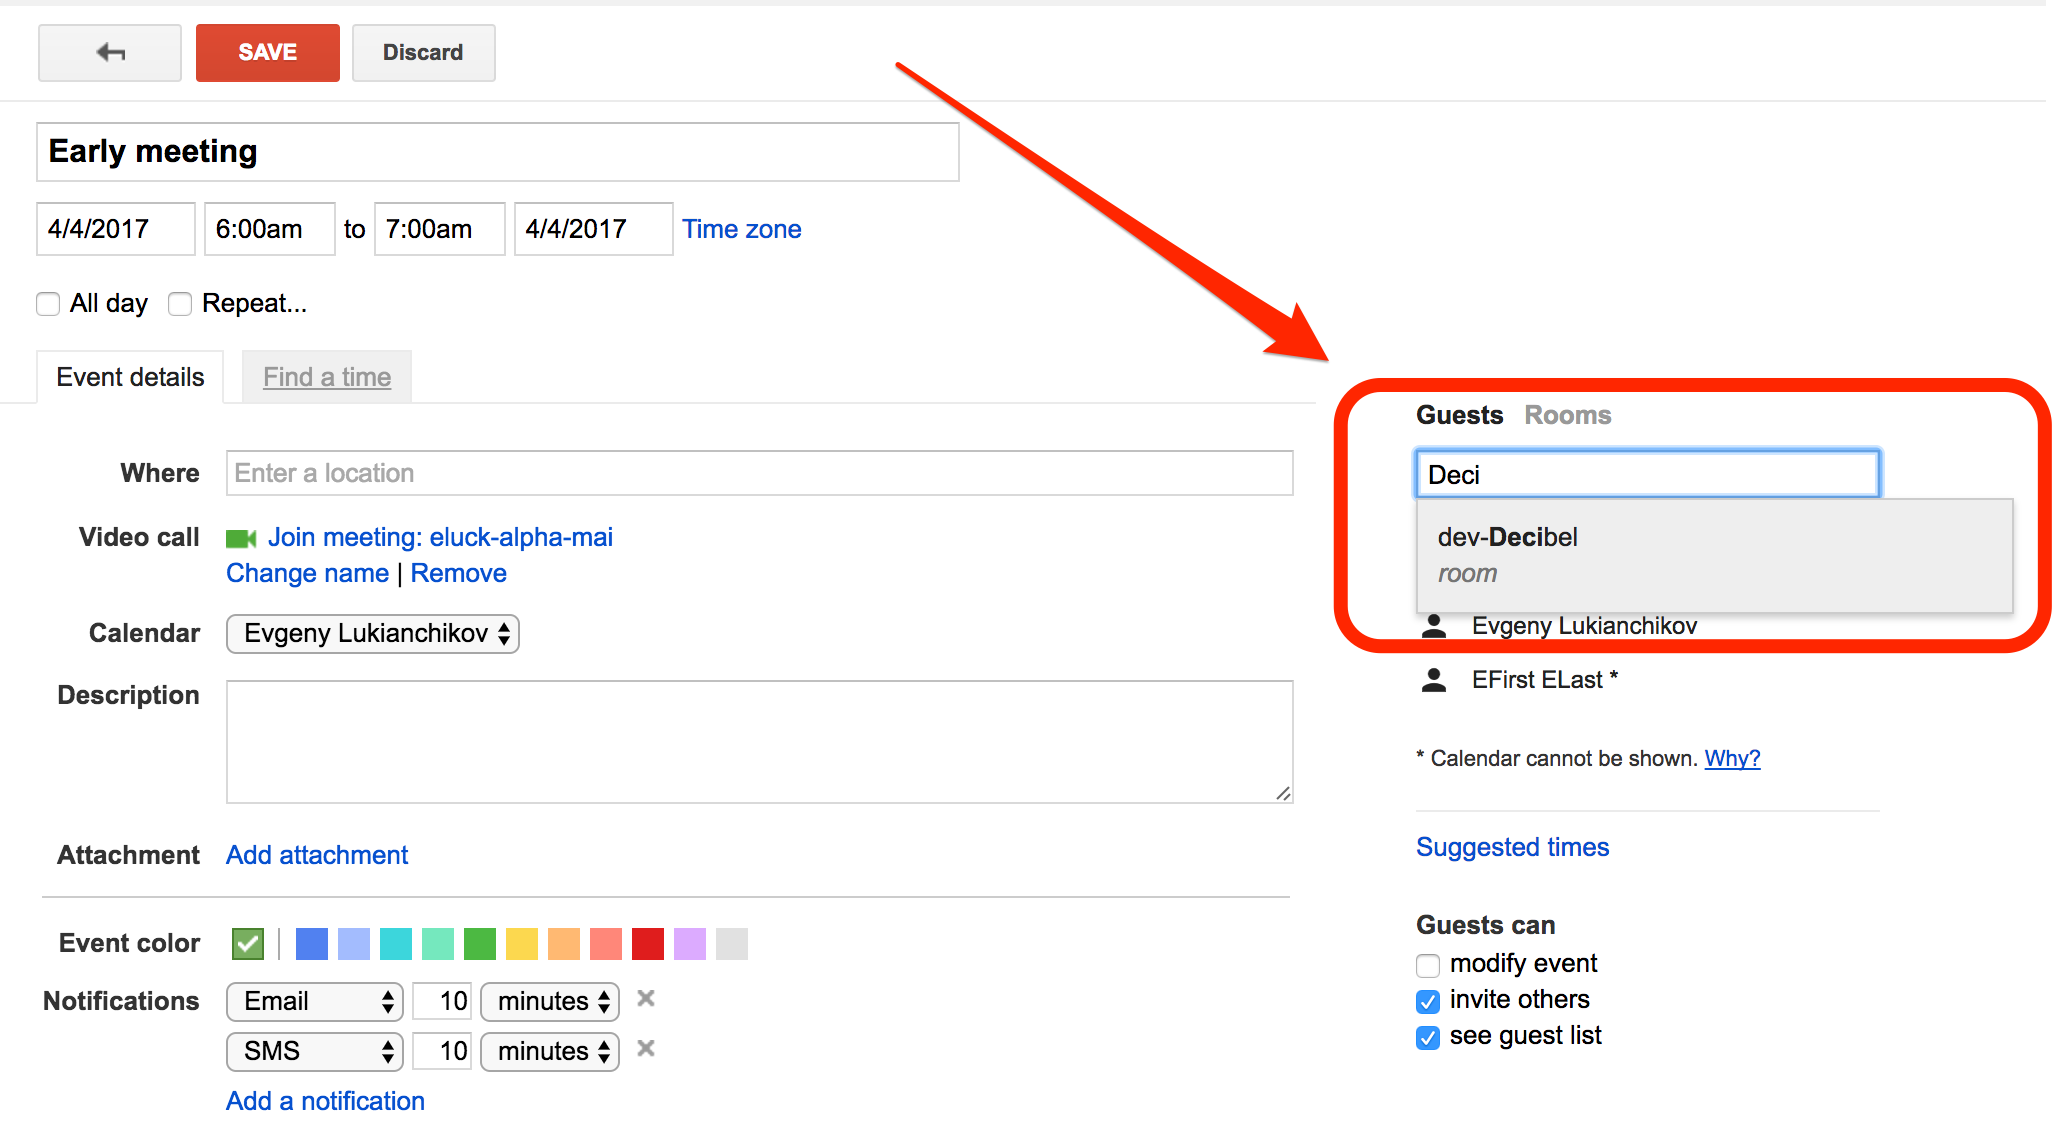 SAVE Discard
Early meeting
4/4/2017 6:00am to 7:00am 4/4/2017 Time zone
All day Repeat...
Event details Find a time
Where Enter a location
Video call Join meeting: eluck-alpha-mai
Change name | Remove
Calendar Evgeny Lukianchikov
Description
Attachment Add attachment
Event color
Notifications Email 10 minutes
SMS 10 minutes
Add a notification
Guests Rooms
Deci
dev-Decibel
room
Evgeny Lukianchikov
EFirst ELast *
* Calendar cannot be shown. Why?
Suggested times
Guests can
modify event
invite others
see guest list